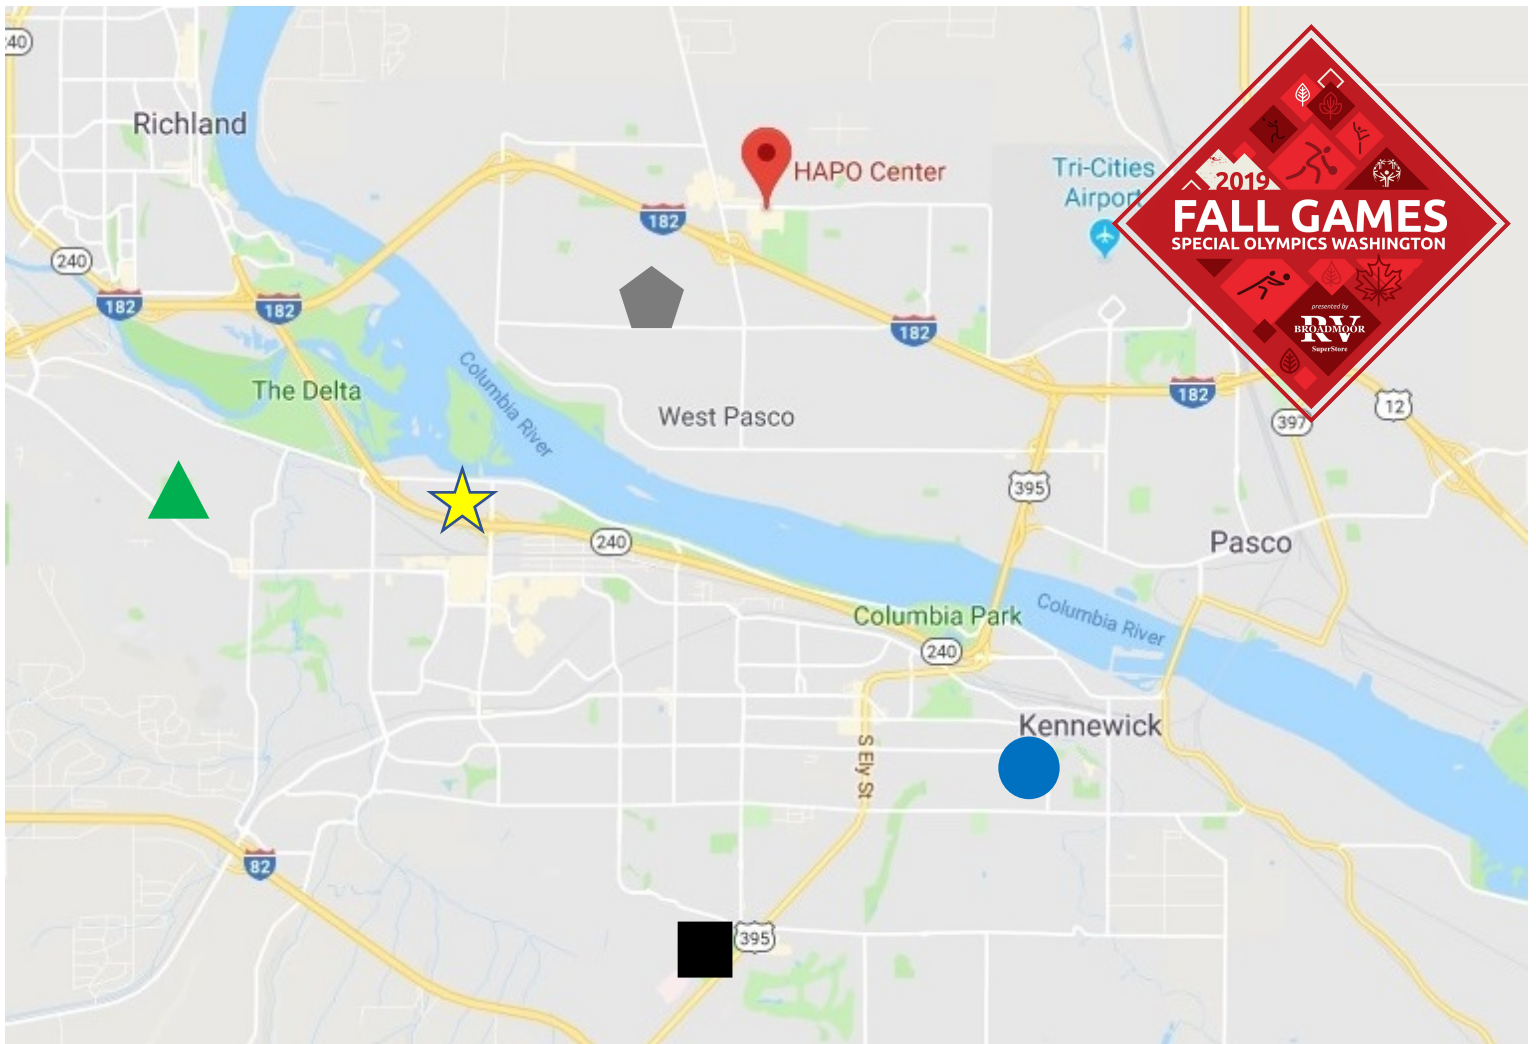 240
Richland
HAPO Center
Tri-Cities
Airport
2019
FALL GAMES
SPECIAL OLYMPICS WASHINGTON
presented by
RV
BROADMOOR
SuperStore
182
240
182
182
182
182
12
397
The Delta
Columbia River
West Pasco
395
Pasco
240
Columbia Park
Columbia River
240
Kennewick
S Ely St
82
395